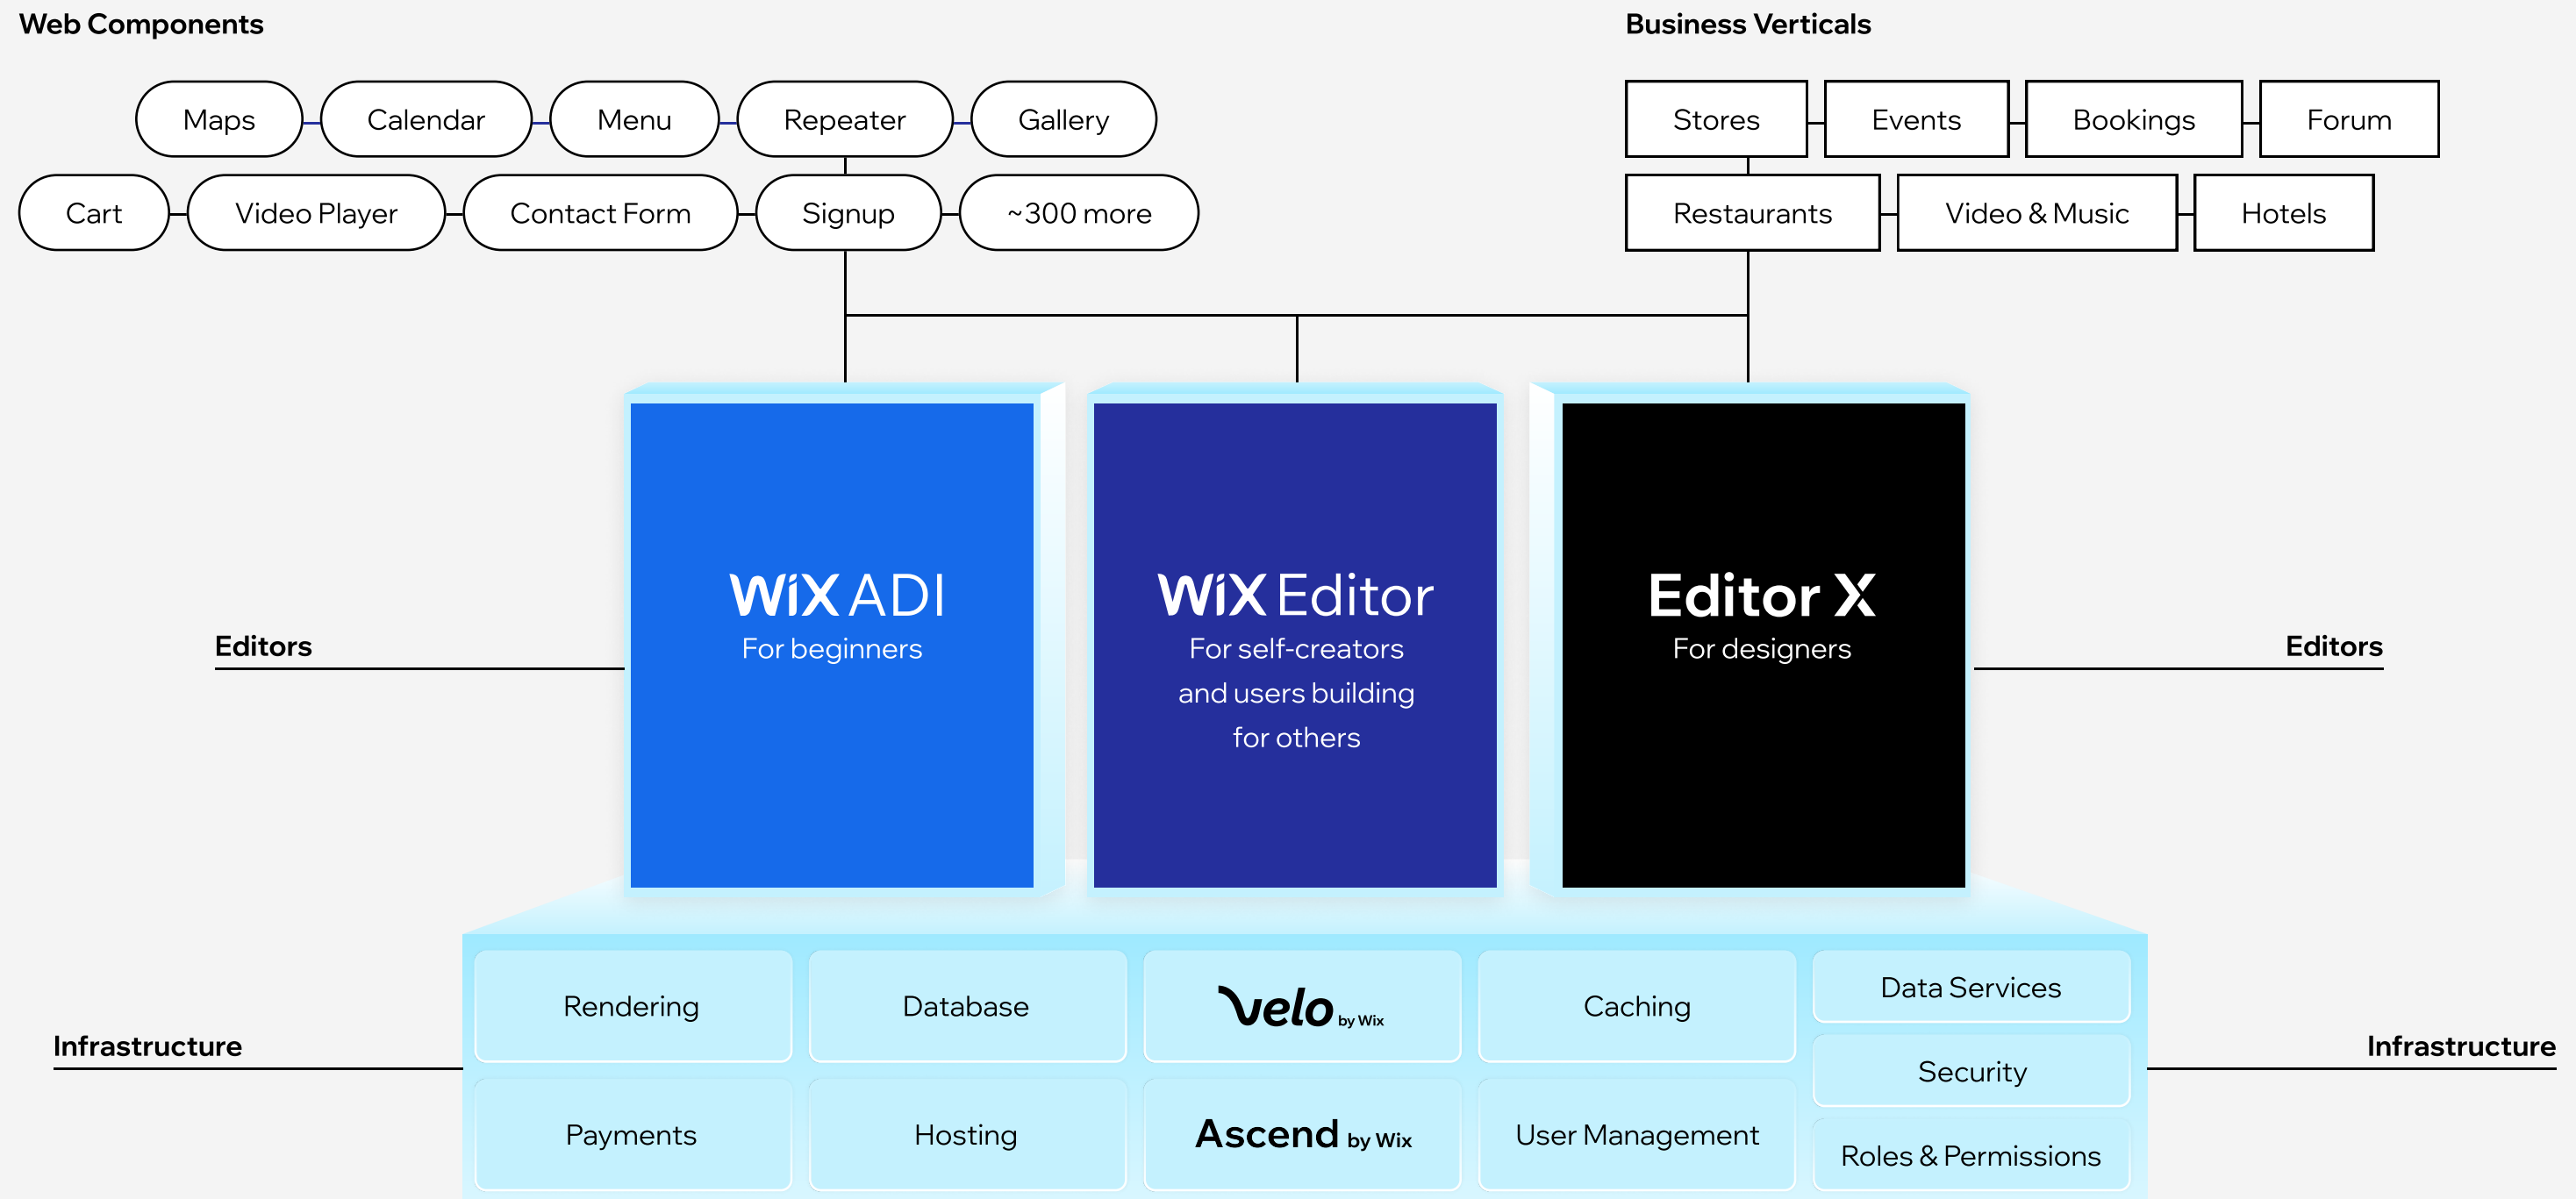 Web Components
Business Verticals
Maps
Calendar
Menu
Repeater
Gallery
Cart
Video Player
Contact Form
Signup
~300 more
Stores
Events
Bookings
Forum
Restaurants
Video & Music
Hotels
Editors
WiX ADI
For beginners
WiX Editor
For self-creators
and users building
for others
Editor X
For designers
Editors
Infrastructure
Rendering
Database
velo by Wix
Caching
Data Services
Security
Payments
Hosting
Ascend by Wix
User Management
Roles & Permissions
Infrastructure